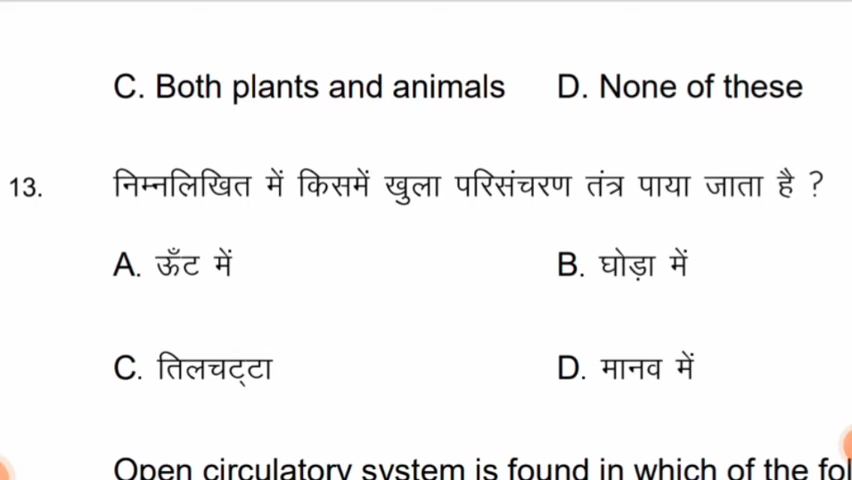 C. Both plants and animals D. None of these
13. निम्नलिखित में किसमें खुला परिसंचरण तंत्र पाया जाता है ?
A. ऊँट में B. घोड़ा में
C. तिलचट्टा D. मानव में
Open circulatory system is found in which of the fol